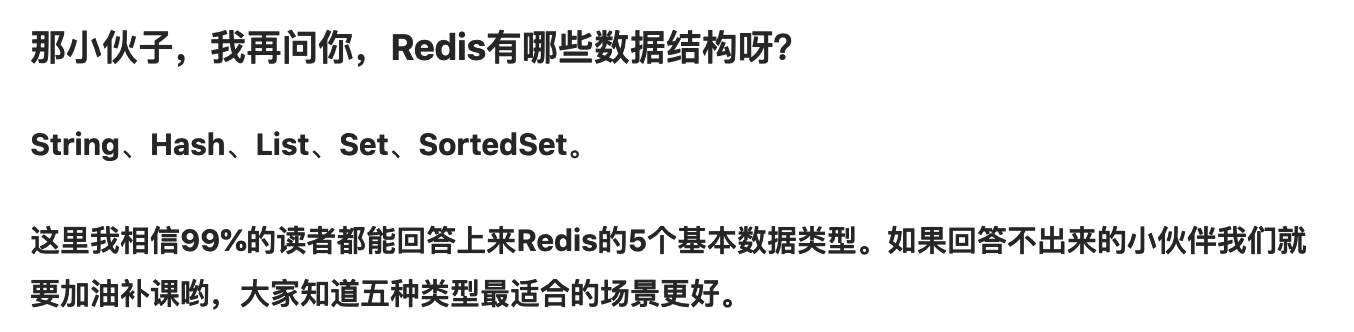 那小伙子，我再问你，Redis有哪些数据结构呀？
String、Hash、List、Set、SortedSet。
这里我相信99%的读者都能回答上来Redis的5个基本数据类型。如果回答不出来的小伙伴我们就
要加油补课哟，大家知道五种类型最适合的场景更好。